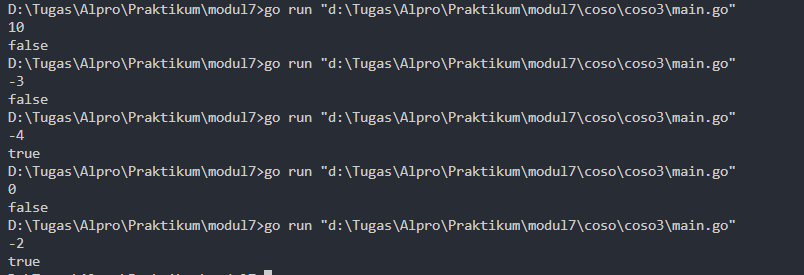 D:\Tugas\Alpro\Praktikum\modul7>go run "d:\Tugas\Alpro\Praktikum\modul7\coso\coso3\main.go"
10
false
D:\Tugas\Alpro\Praktikum\modul7>go run "d:\Tugas\Alpro\Praktikum\modul7\coso\coso3\main.go"
-3
false
D:\Tugas\Alpro\Praktikum\modul7>go run "d:\Tugas\Alpro\Praktikum\modul7\coso\coso3\main.go"
-4
true
D:\Tugas\Alpro\Praktikum\modul7>go run "d:\Tugas\Alpro\Praktikum\modul7\coso\coso3\main.go"
0
false
D:\Tugas\Alpro\Praktikum\modul7>go run "d:\Tugas\Alpro\Praktikum\modul7\coso\coso3\main.go"
-2
true